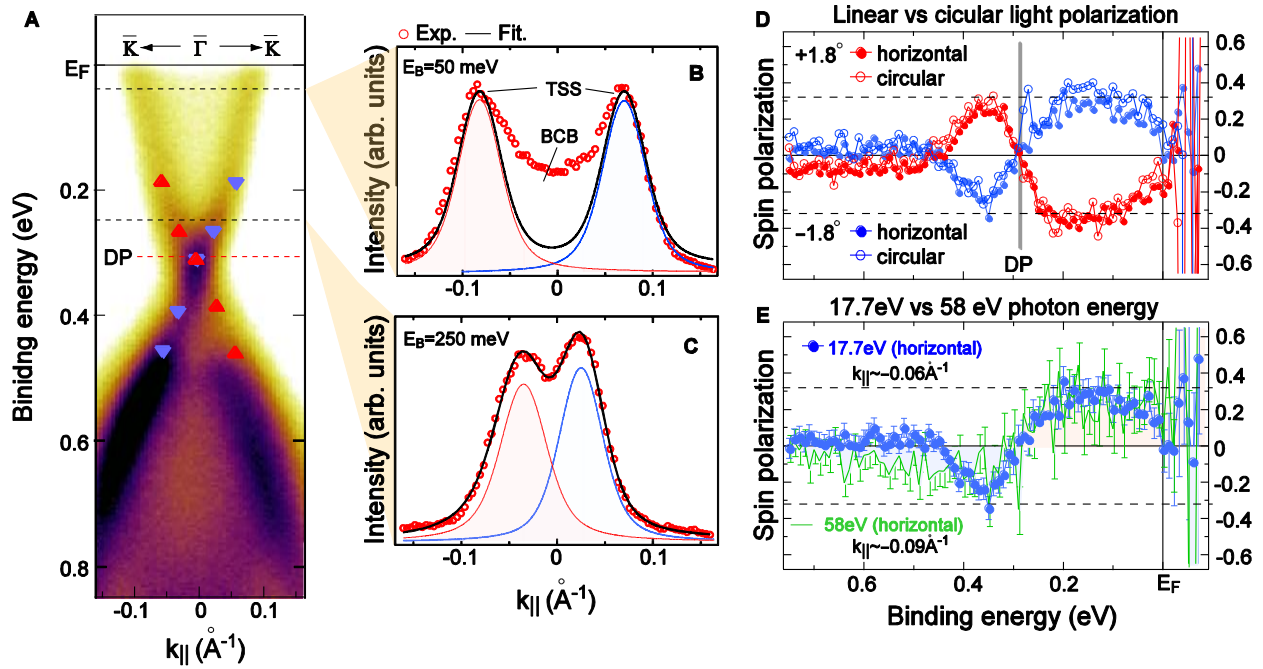 A
K̅ ← Γ̅ → K̅
E_F
0.2
DP
0.4
0.6
0.8
Binidng energy (eV)
-0.1 0 0.1
k|| (Å⁻¹)
Exp. Fit.
B
E_B=50 meV
TSS
BCB
Intensity (arb. units)
-0.1 0 0.1
C
E_B=250 meV
Intensity (arb. units)
-0.1 0 0.1
k|| (Å⁻¹)
D
Linear vs cicular light polarization
+1.8° horizontal
circular
−1.8° horizontal
circular
DP
Spin polarization
0.6
0.4
0.2
0
-0.2
-0.4
-0.6
E
17.7eV vs 58 eV photon energy
17.7eV (horizontal)
k||~−0.06Å⁻¹
58eV (horizontal)
k||~−0.09Å⁻¹
Spin polarization
0.6
0.4
0.2
0
-0.2
-0.4
-0.6
0.6 0.4 0.2 E_F
Binding energy (eV)